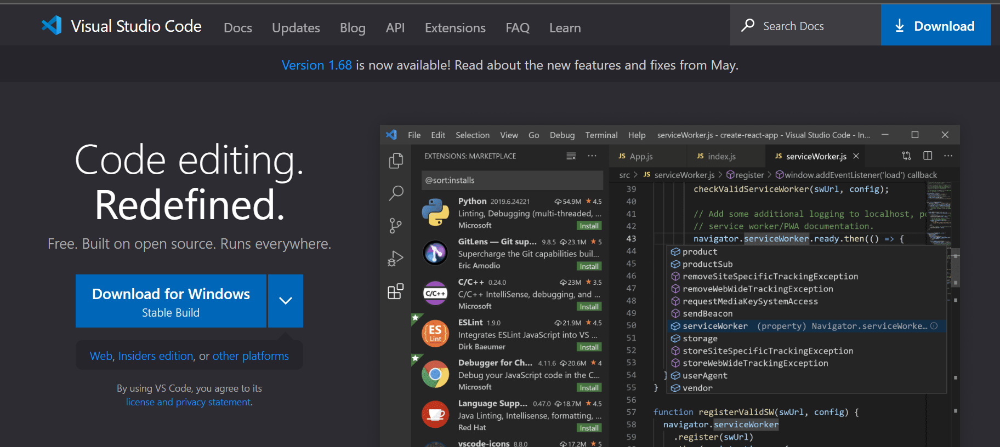 Visual Studio Code Docs Updates Blog API Extensions FAQ Learn Search Docs Download
Version 1.68 is now available! Read about the new features and fixes from May.
Code editing.
Redefined.
Free. Built on open source. Runs everywhere.
Download for Windows
Stable Build
Web, Insiders edition, or other platforms
By using VS Code, you agree to its
license and privacy statement.
File Edit Selection View Go Debug Terminal Help serviceWorker.js - create-react-app - Visual Studio Code - In...
EXTENSIONS: MARKETPLACE
@sort:installs
Python 2019.6.24221 54.9M ★ 4.5
Linting, Debugging (multi-threaded, ...
Microsoft Install
GitLens — Git sup... 9.8.5 23.1M ★ 5
Supercharge the Git capabilities buil...
Eric Amodio Install
C/C++
C/C++ 0.24.0 23M ★ 3.5
C/C++ IntelliSense, debugging, and ...
Microsoft Install
ES
Lint
ESLint 1.9.0 21.9M ★ 4.5
Integrates ESLint JavaScript into VS ...
Dirk Baeumer Install
Debugger for Ch... 4.11.6 20.6M ★ 4
Debug your JavaScript code in the C...
Microsoft Install
Language Supp... 0.47.0 18.7M ★ 4.5
Java Linting, Intellisense, formatting, ...
Red Hat Install
vscode-icons 8.8.0 17.2M ★ 5
JS App.js JS index.js JS serviceWorker.js
src > JS serviceWorker.js > register > window.addEventListener('load') callback
39 checkValidServiceWorker(swUrl, config);
40
41 // Add some additional logging to localhost, po
42 // service worker/PWA documentation.
43 navigator.serviceWorker.ready.then(() => {
44 product
45 productSub
46 removeSiteSpecificTrackingException
47 removeWebWideTrackingException
48 requestMediaKeySystemAccess
49 sendBeacon
50 serviceWorker (property) Navigator.serviceWorke...
51 storage
52 storeSiteSpecificTrackingException
53 storeWebWideTrackingException
54 } userAgent
55 } vendor
56
57 function registerValidSW(swUrl, config) {
58 navigator.serviceWorker
59 .register(swUrl)